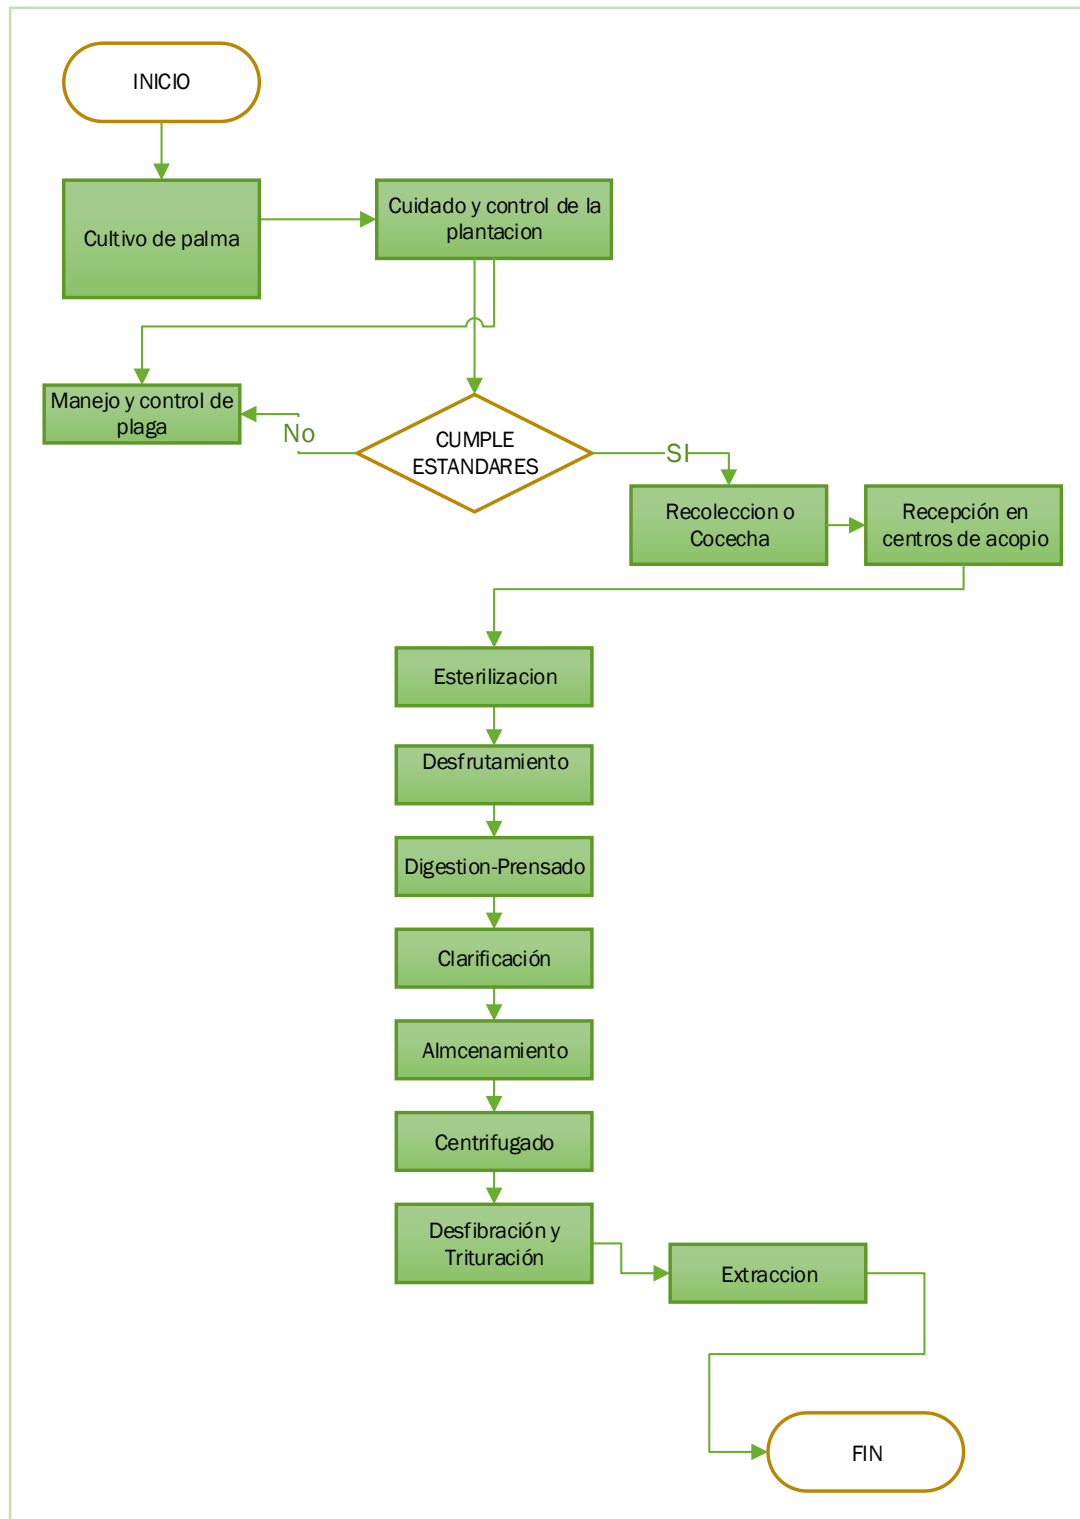 INICIO
Cultivo de palma
Cuidado y control de la
plantacion
Manejo y control de
plaga
No
CUMPLE
ESTANDARES
SI
Recoleccion o
Cocecha
Recepción en
centros de acopio
Esterilizacion
Desfrutamiento
Digestion-Prensado
Clarificación
Almcenamiento
Centrifugado
Desfibración y
Trituración
Extraccion
FIN